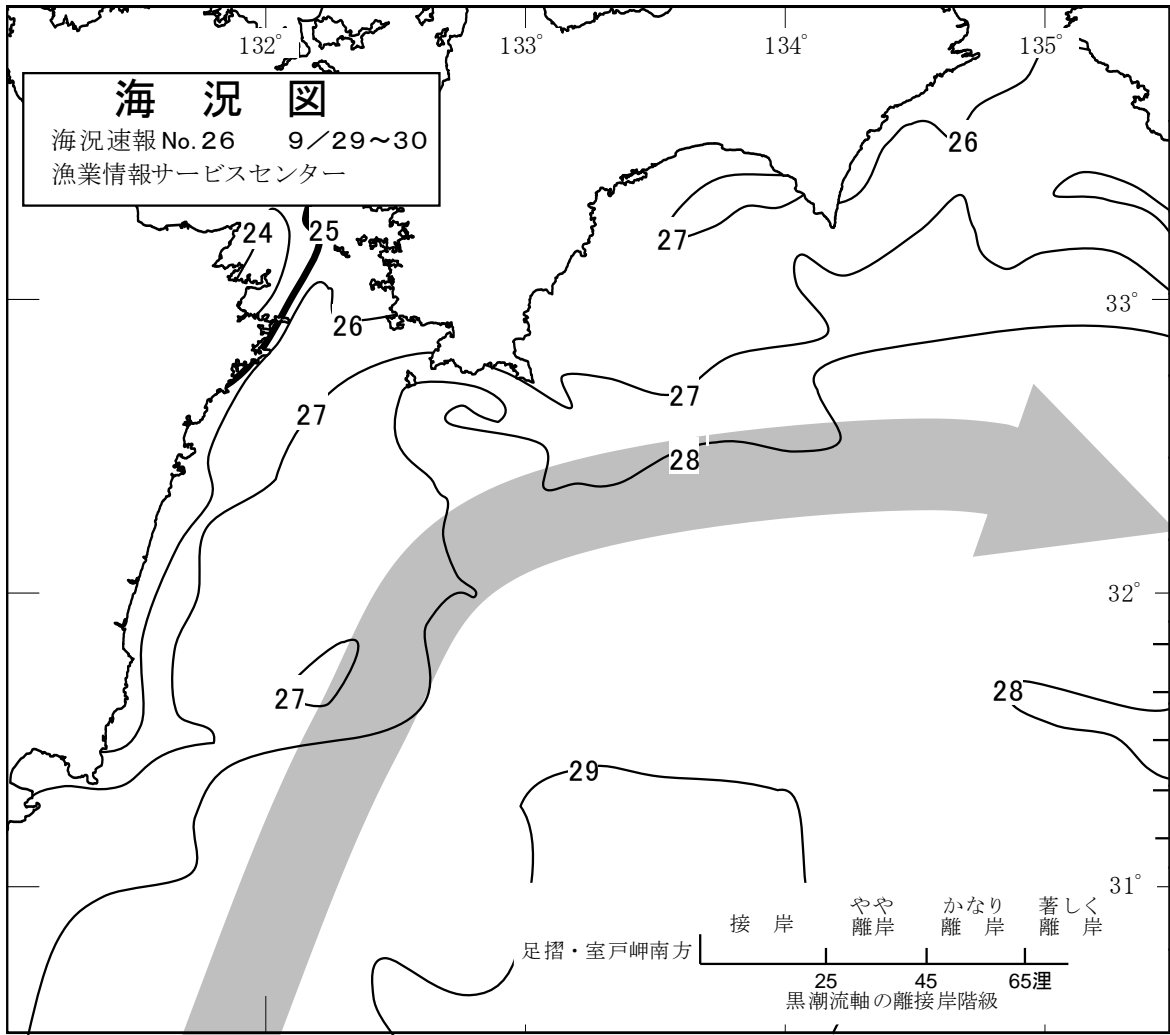 132°
133°
134°
135°
海況図
海況速報No.26 9/29～30
漁業情報サービスセンター
26
24
25
27
33°
26
27
27
28
32°
27
28
29
31°
足摺・室戸岬南方
接岸
やや離岸
かなり離岸
著しく離岸
25
45
65浬
黒潮流軸の離接岸階級